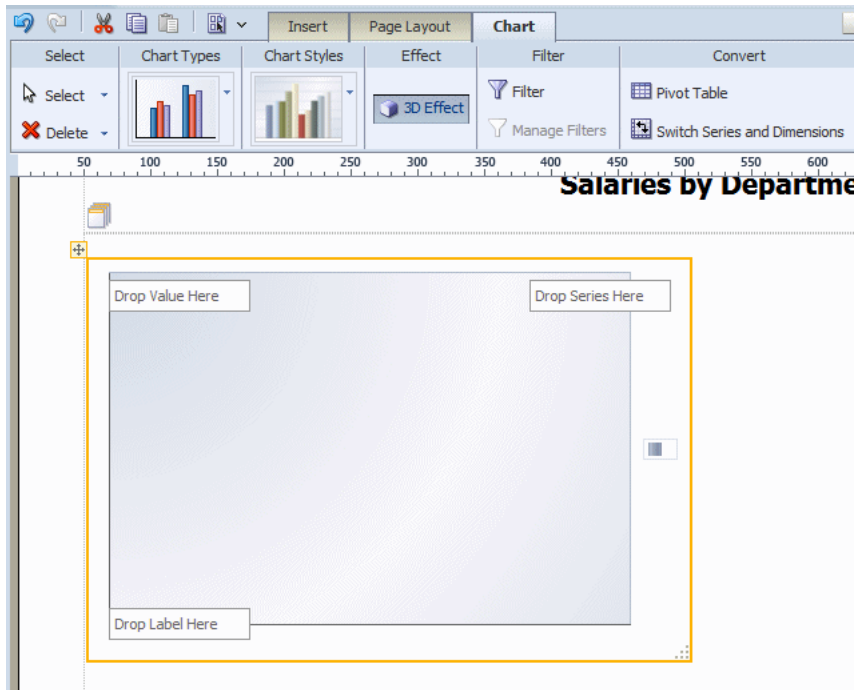 Insert Page Layout Chart
Select Chart Types Chart Styles Effect Filter Convert
Select
Delete
3D Effect
Filter
Manage Filters
Pivot Table
Switch Series and Dimensions
50 100 150 200 250 300 350 400 450 500 550 600
Salaries by Departme
Drop Value Here
Drop Series Here
Drop Label Here